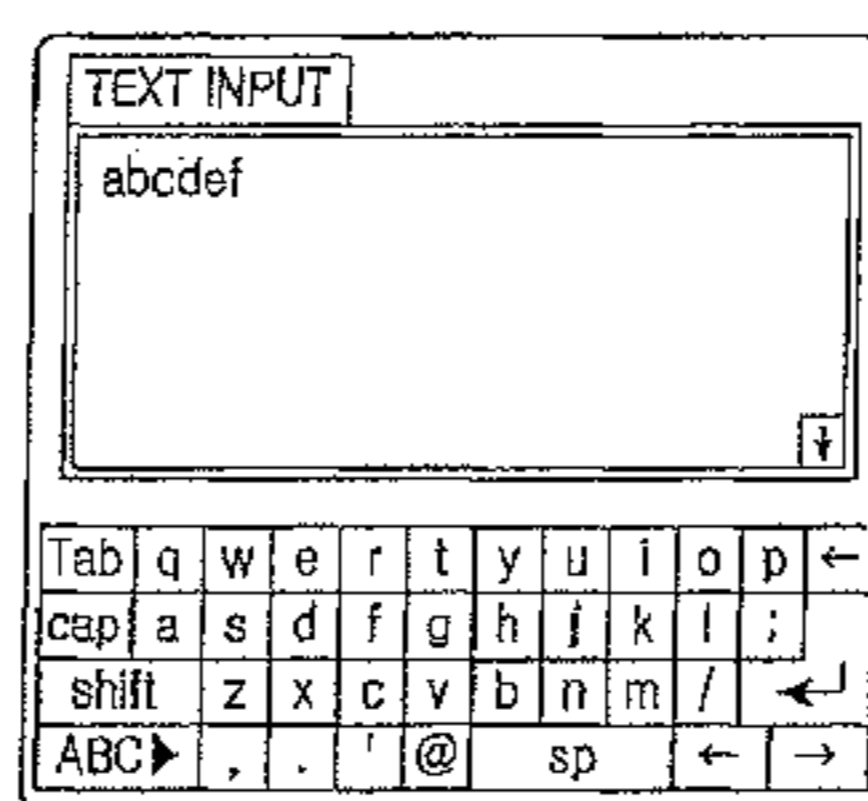 TEXT INPUT
abcdef
↓
Tab q w e r t y u i o p ←
cap a s d f g h j k l ;
shift z x c v b n m / ↵
ABC▶ , . ' @ sp ← →